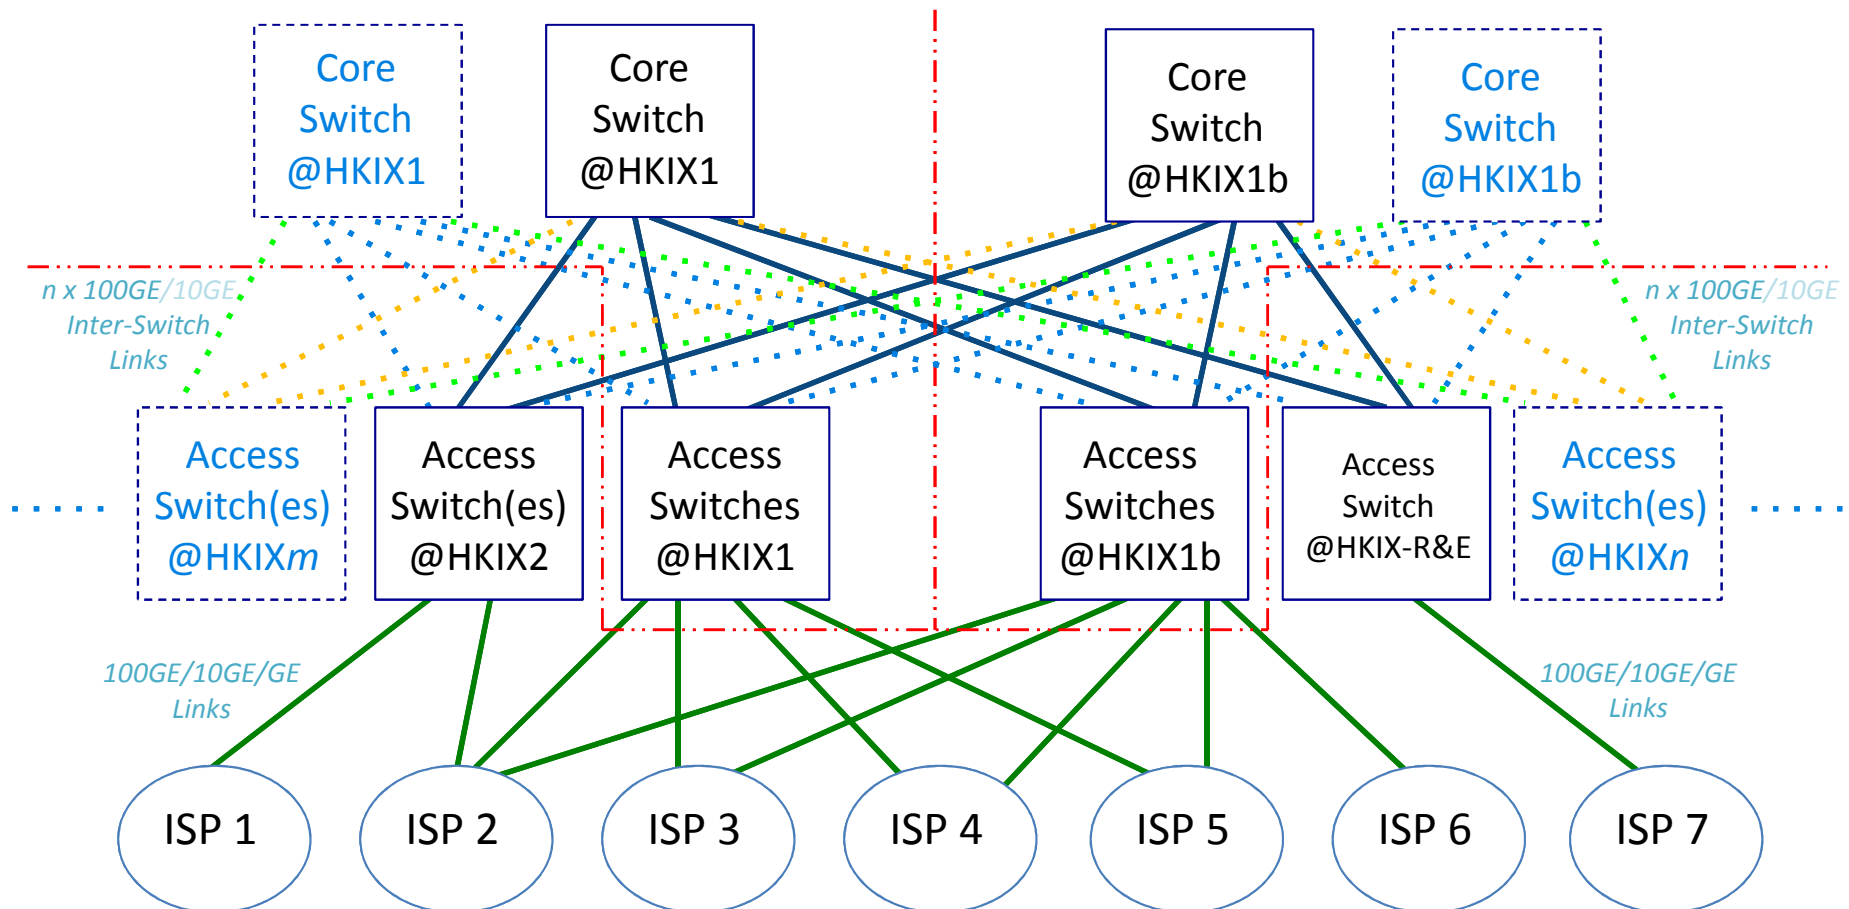 Core
Switch
@HKIX1
Core
Switch
@HKIX1
Core
Switch
@HKIX1b
Core
Switch
@HKIX1b
n x 100GE/10GE
Inter-Switch
Links
n x 100GE/10GE
Inter-Switch
Links
Access
Switch(es)
@HKIXm
Access
Switch(es)
@HKIX2
Access
Switches
@HKIX1
Access
Switches
@HKIX1b
Access
Switch
@HKIX-R&E
Access
Switch(es)
@HKIXn
100GE/10GE/GE
Links
100GE/10GE/GE
Links
ISP 1
ISP 2
ISP 3
ISP 4
ISP 5
ISP 6
ISP 7